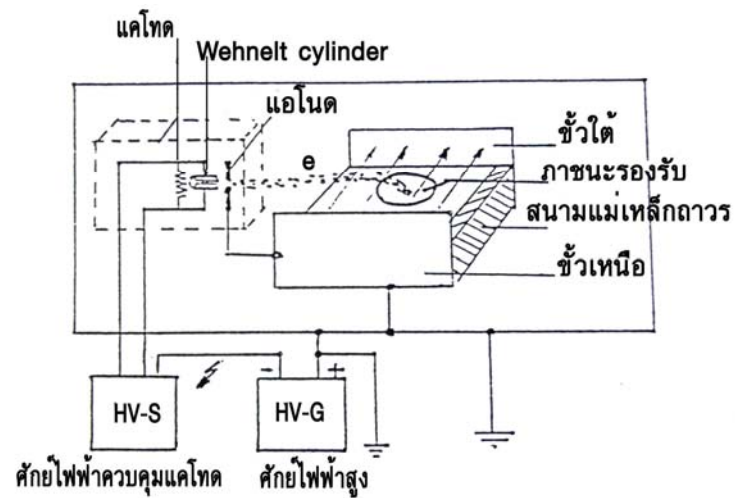 แคโทด
Wehnelt cylinder
แอโนด
e
ขั้วใต้
ภาชนะรองรับ
สนามแม่เหล็กถาวร
ขั้วเหนือ
HV-S
- +
HV-G
ศักย์ไฟฟ้าควบคุมแคโทด
ศักย์ไฟฟ้าสูง